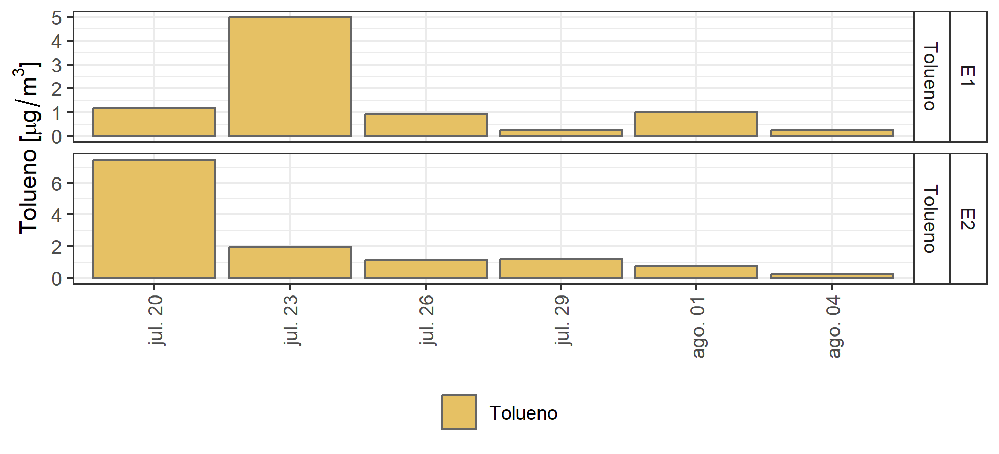 Tolueno [μg/m³]
5
4
3
2
1
0
Tolueno
E1
6
4
2
0
Tolueno
E2
jul. 20
jul. 23
jul. 26
jul. 29
ago. 01
ago. 04
Tolueno